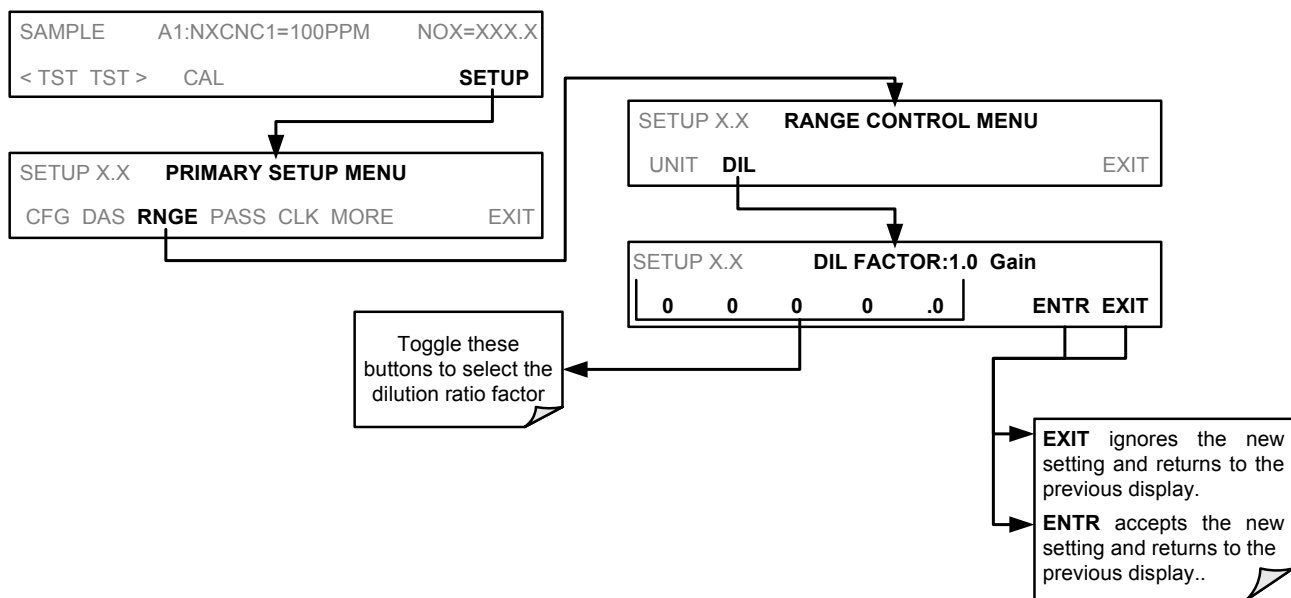 SAMPLE A1:NXCNC1=100PPM NOX=XXX.X
< TST TST > CAL SETUP
SETUP X.X PRIMARY SETUP MENU
CFG DAS RNGE PASS CLK MORE EXIT
SETUP X.X RANGE CONTROL MENU
UNIT DIL EXIT
SETUP X.X DIL FACTOR:1.0 Gain
0 0 0 0 .0 ENTR EXIT
Toggle these
buttons to select the
dilution ratio factor
EXIT ignores the new
setting and returns to the
previous display.
ENTR accepts the new
setting and returns to the
previous display..